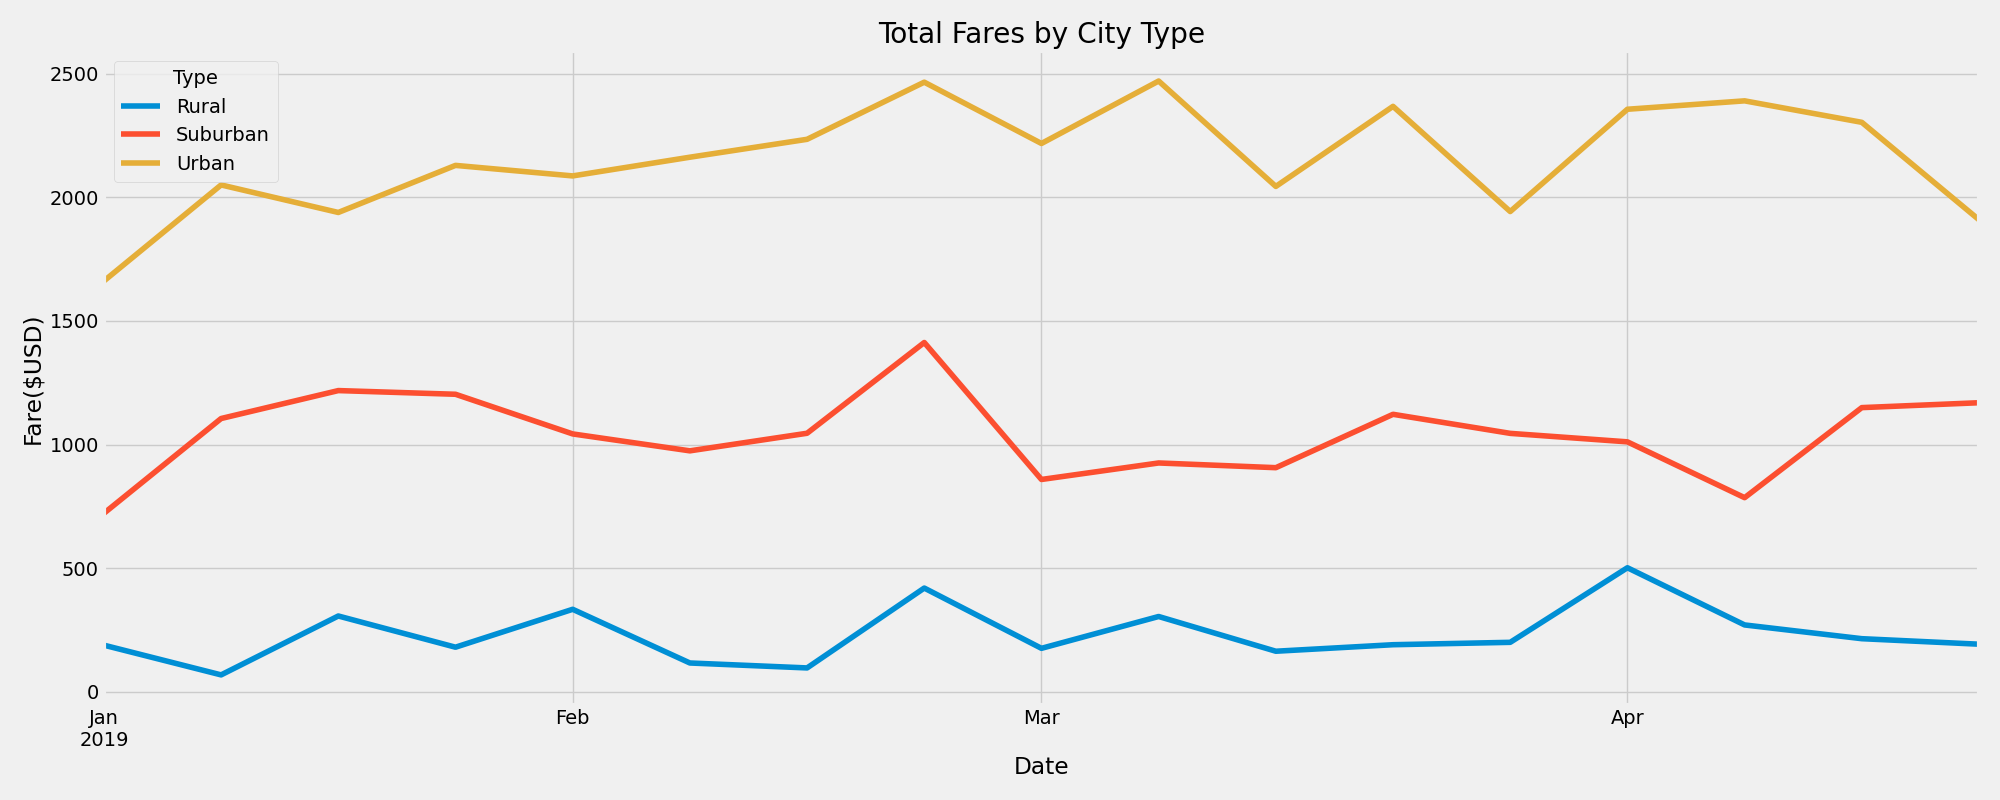 Total Fares by City Type
Type
Rural
Suburban
Urban
Fare($USD)
2500
2000
1500
1000
500
0
Jan
2019
Feb
Mar
Apr
Date